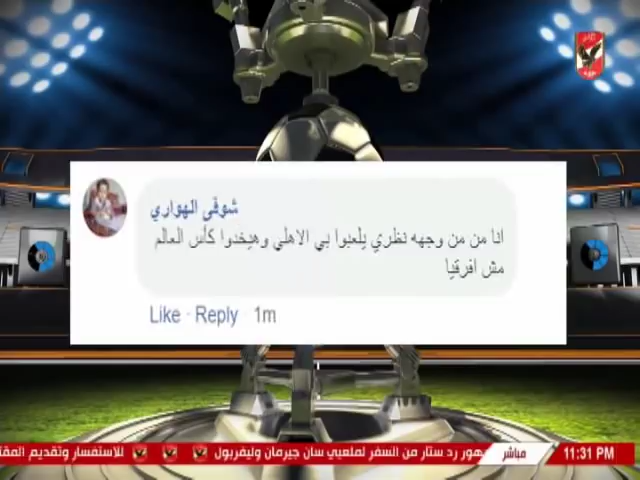 شوقى الهواري
انا من من وجهه نظري يلعبوا بي الاهلي وهيخدوا كأس العالم
مش افرقيا
Like · Reply 1m
هور رد ستار من السفر لملعبي سان جيرمان وليفربول للاستفسار وتقديم المق
مباشر
11:31 PM